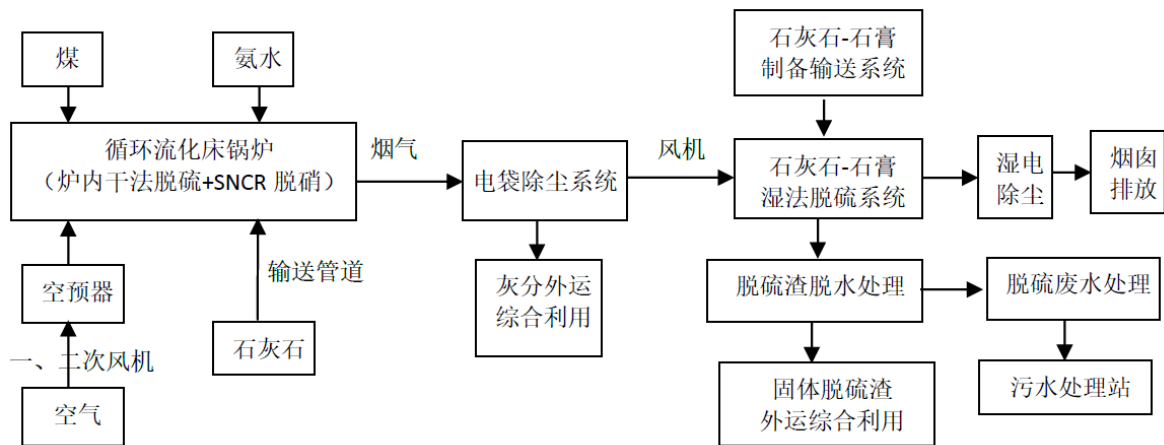 煤
氨水
石灰石-石膏
制备输送系统
循环流化床锅炉
（炉内干法脱硫+SNCR 脱硝）
烟气
电袋除尘系统
风机
石灰石-石膏
湿法脱硫系统
湿电
除尘
烟囱
排放
空预器
输送管道
灰分外运
综合利用
脱硫渣脱水处理
脱硫废水处理
石灰石
一、二次风机
空气
固体脱硫渣
外运综合利用
污水处理站